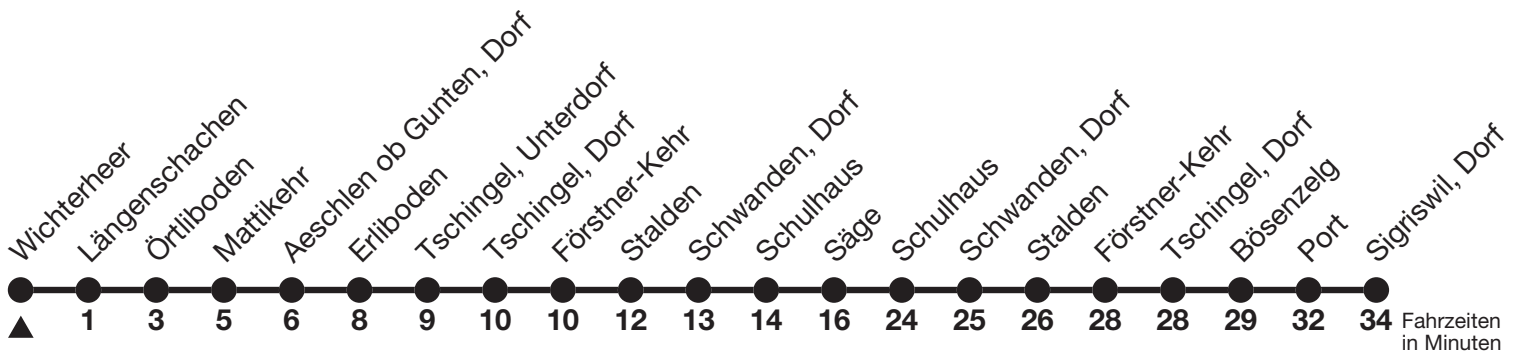 Wichterheer
Längenschachen
Örtliboden
Mattikehr
Aeschlen ob Gunten, Dorf
Erliboden
Tschingel, Unterdorf
Tschingel, Dorf
Förstner-Kehr
Stalden
Schwanden, Dorf
Schulhaus
Säge
Schulhaus
Schwanden, Dorf
Stalden
Förstner-Kehr
Tschingel, Dorf
Bösenzelg
Port
Sigriswil, Dorf
1 3 5 6 8 9 10 10 12 13 14 16 24 25 26 28 28 29 32 34 Fahrzeiten
in Minuten